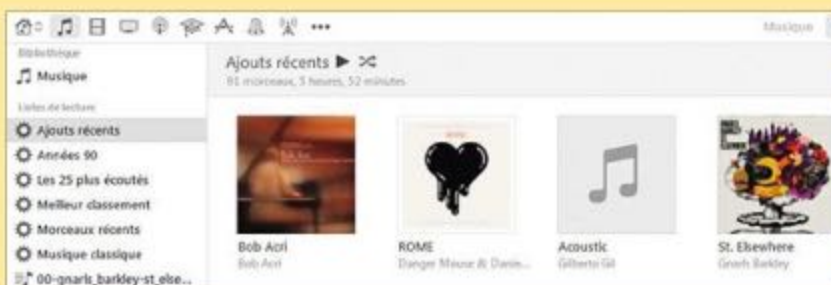 Musique
Bibliothèque
Musique
Listes de lecture
Ajouts récents
Années 90
Les 25 plus écoutés
Meilleur classement
Morceaux récents
Musique classique
00-gnarls_barkley-st_else...
Ajouts récents
91 morceaux, 5 heures, 52 minutes
Bob Acri
Bob Acri
ROME
ROME
Danger Mouse & Danie...
Acoustic
Gilberto Gil
St. Elsewhere
Gnarls Barkley